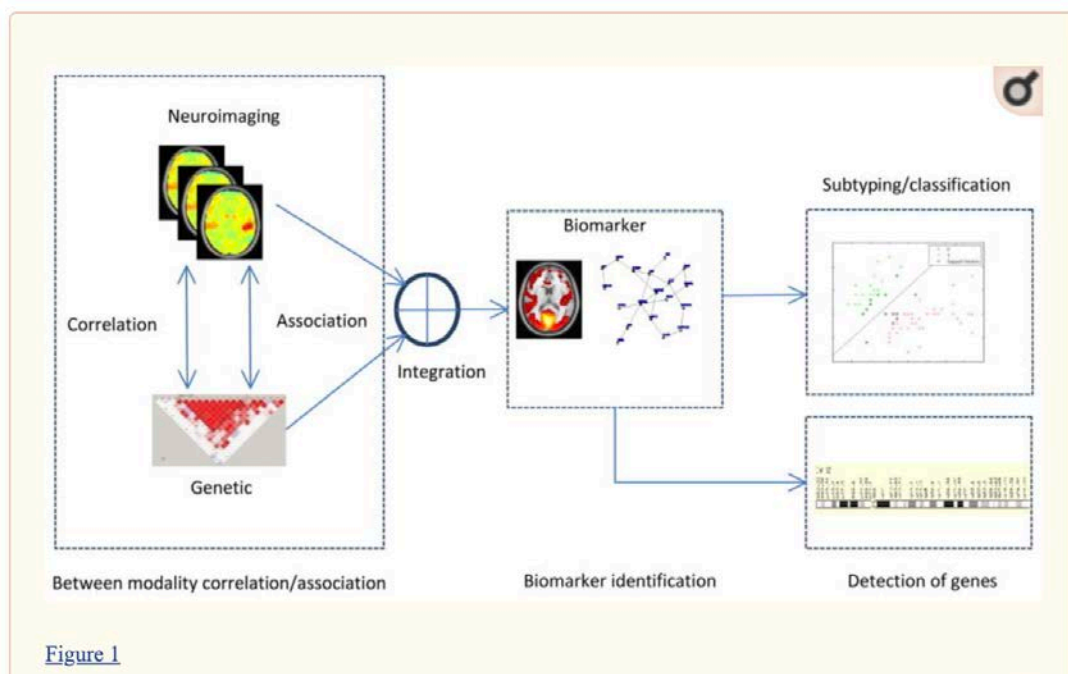 Neuroimaging
Correlation
Association
Genetic
Between modality correlation/association
Integration
Biomarker
Biomarker identification
Subtyping/classification
Detection of genes
Figure 1